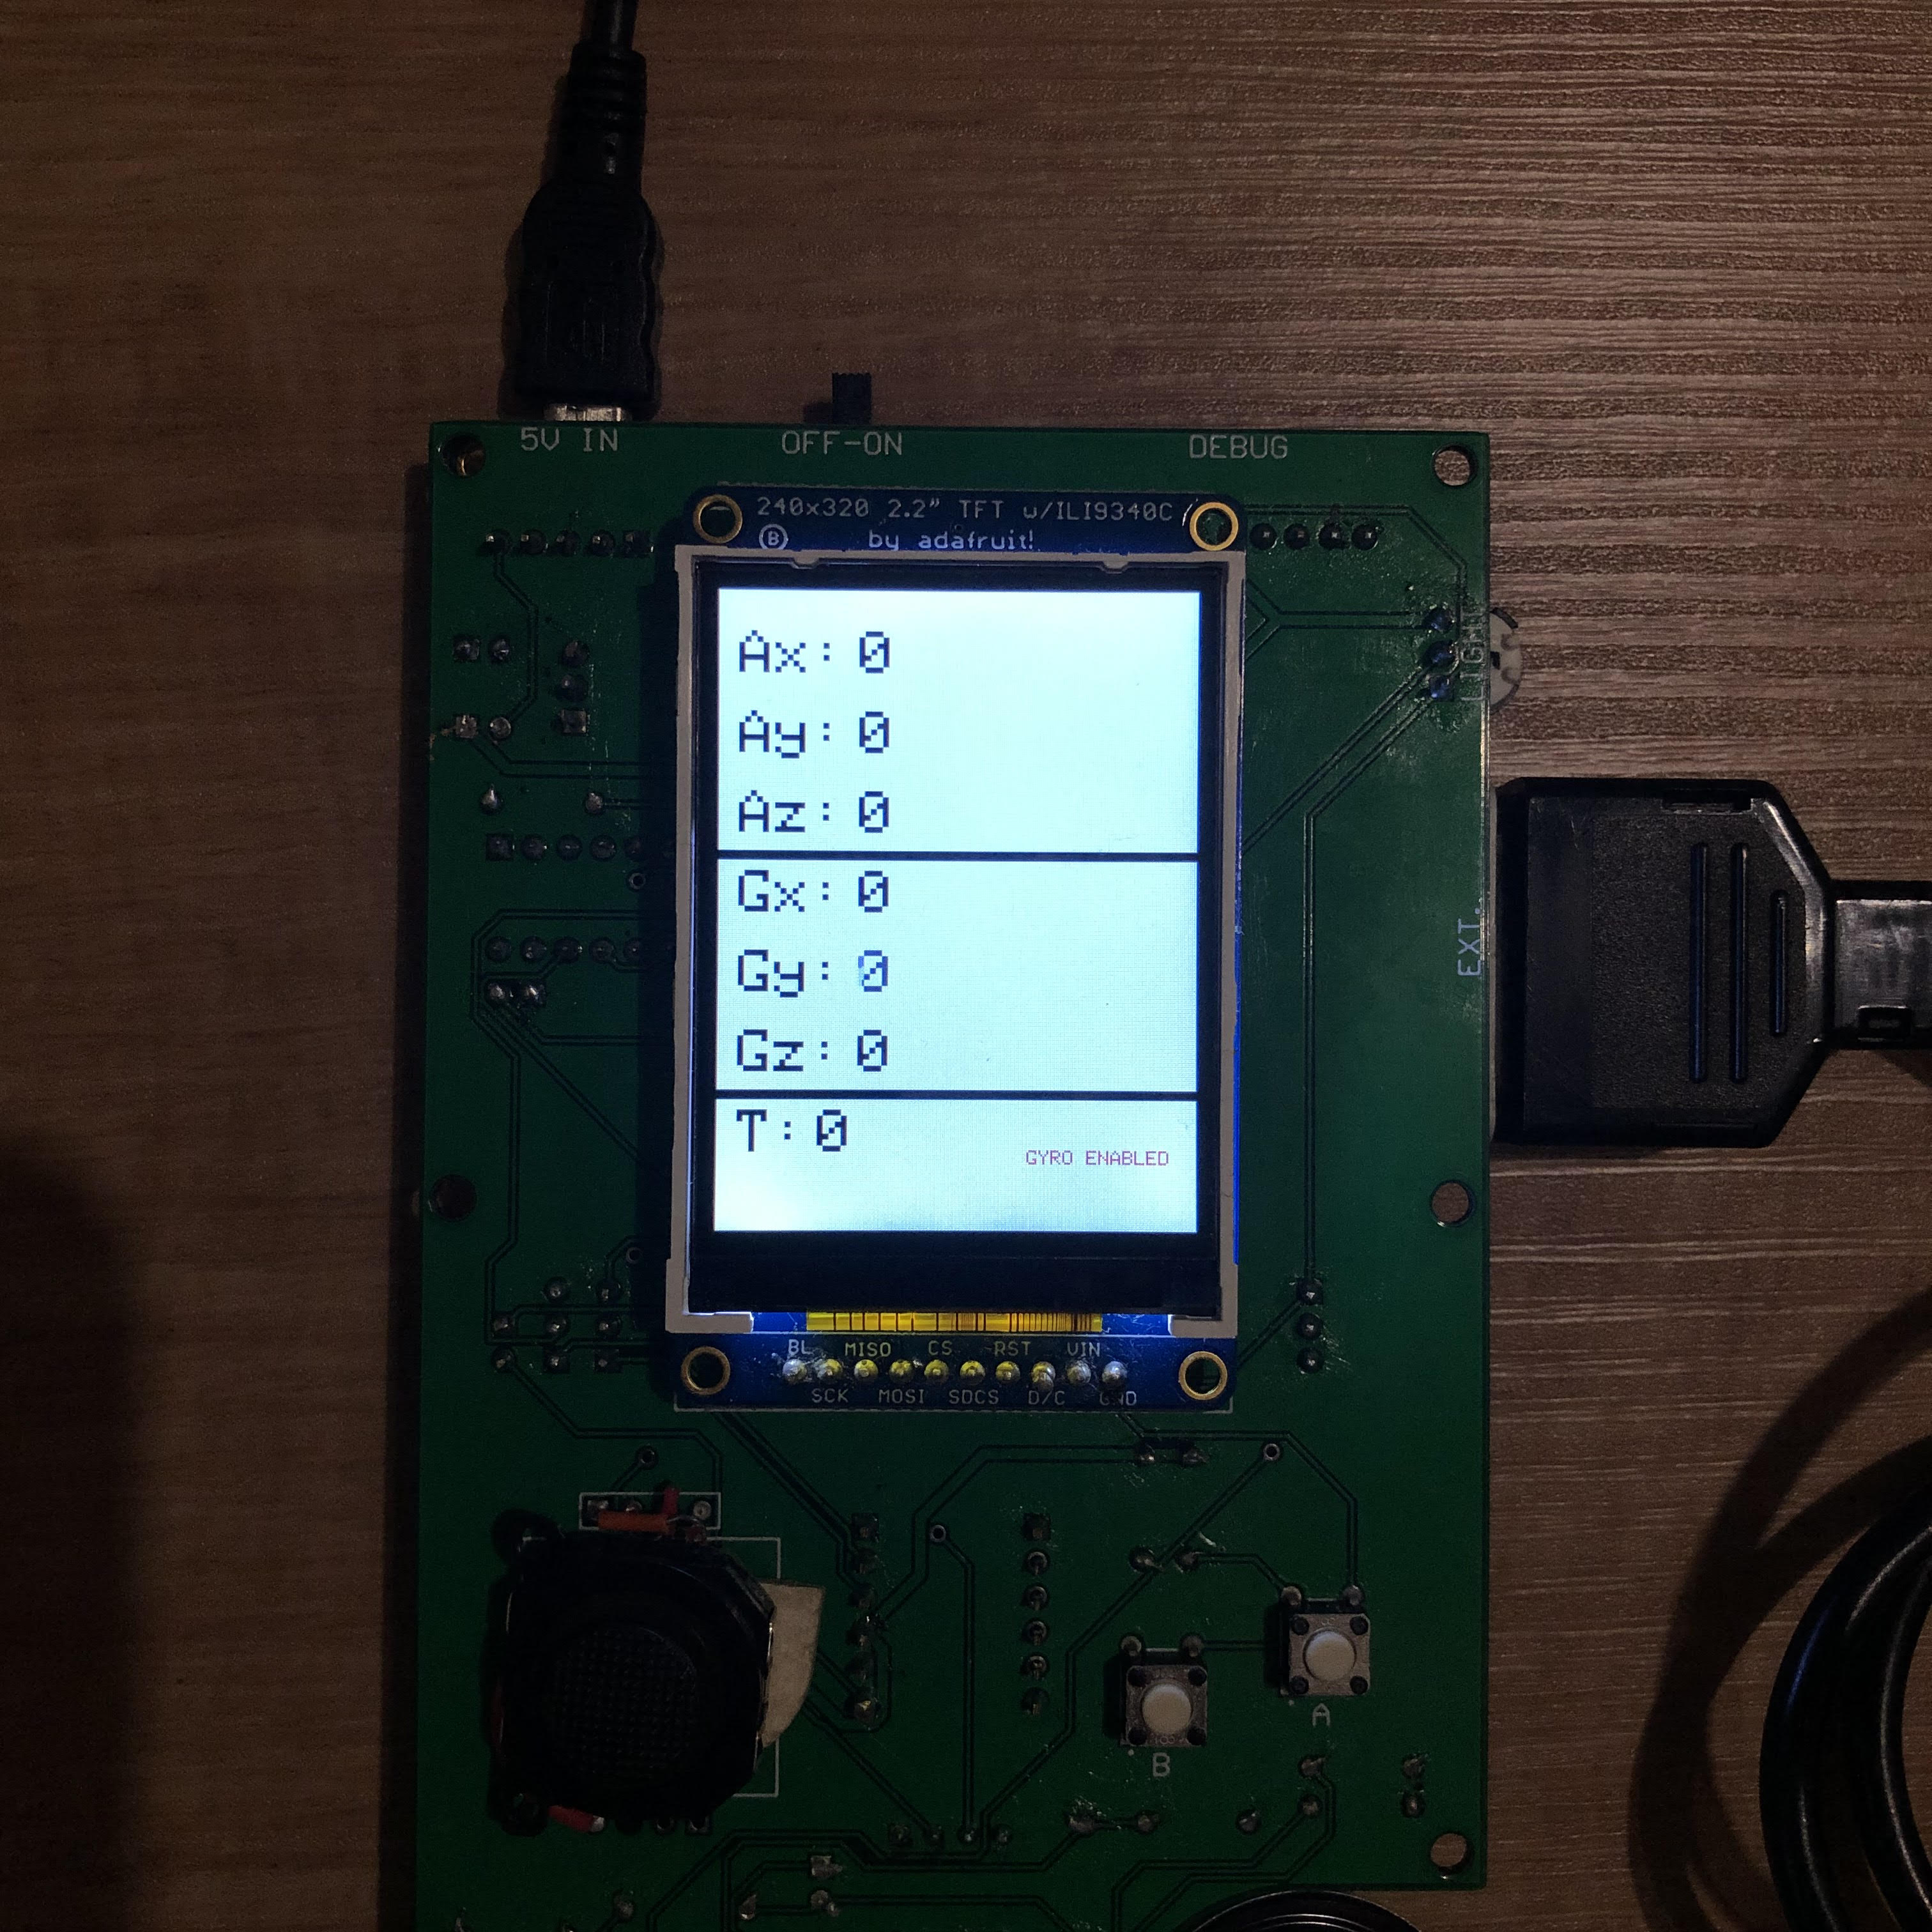 5V IN
OFF-ON
DEBUG
240x320 2.2" TFT w/ILI9340C
B
by adafruit!
LIGHT
Ax: 0
Ay: 0
Az: 0
Gx: 0
Gy: 0
Gz: 0
EXT.
T: 0
GYRO ENABLED
BL MISO CS RST VIN
SCK MOSI SDCS D/C GND
A
B